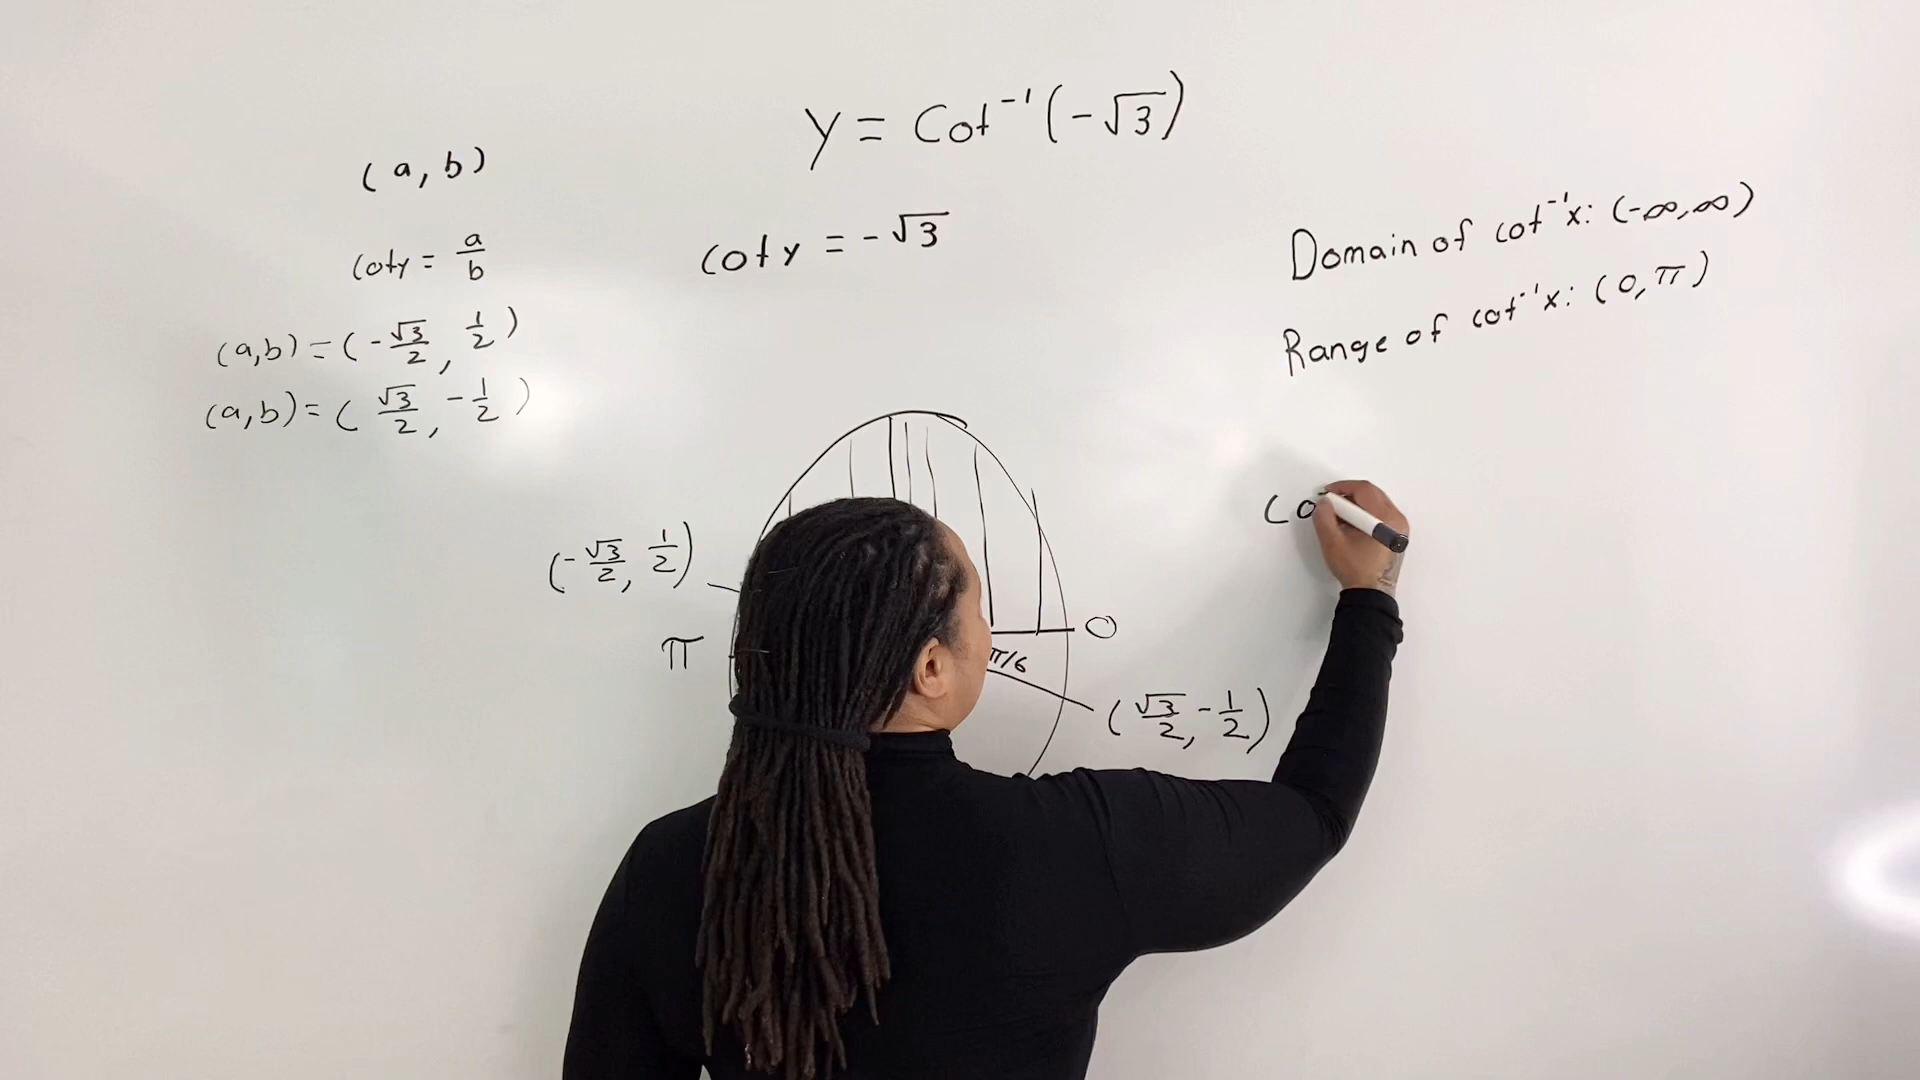 y = Cot⁻¹(-√3)
(a, b)
cot y = a/b
(a,b) = (-√3/2, 1/2)
(a,b) = (√3/2, -1/2)
cot y = -√3
Domain of cot⁻¹x: (-∞,∞)
Range of cot⁻¹x: (0, π)
(-√3/2, 1/2)
π
0
π/6
(√3/2, -1/2)